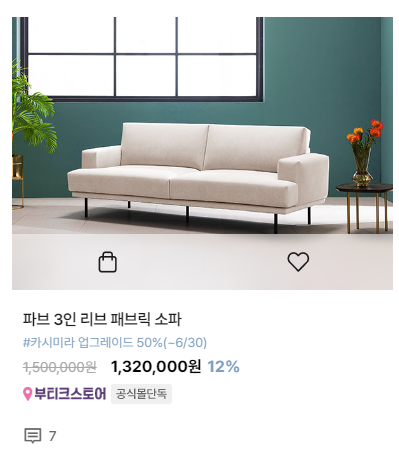 파브 3인 리브 패브릭 소파
#카시미라 업그레이드 50%(~6/30)
1,500,000원 1,320,000원 12%
부티크스토어 공식몰단독
7